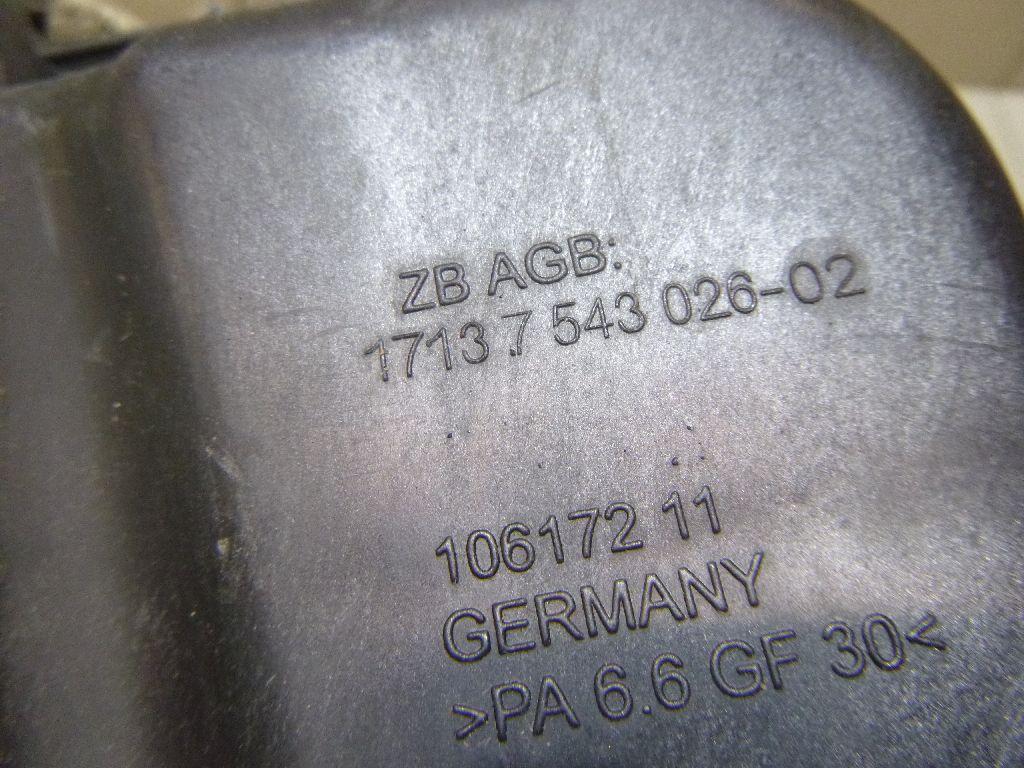 ZB AGB:
1713 7 543 026-02
106172 11
GERMANY
>PA 6.6 GF 30<